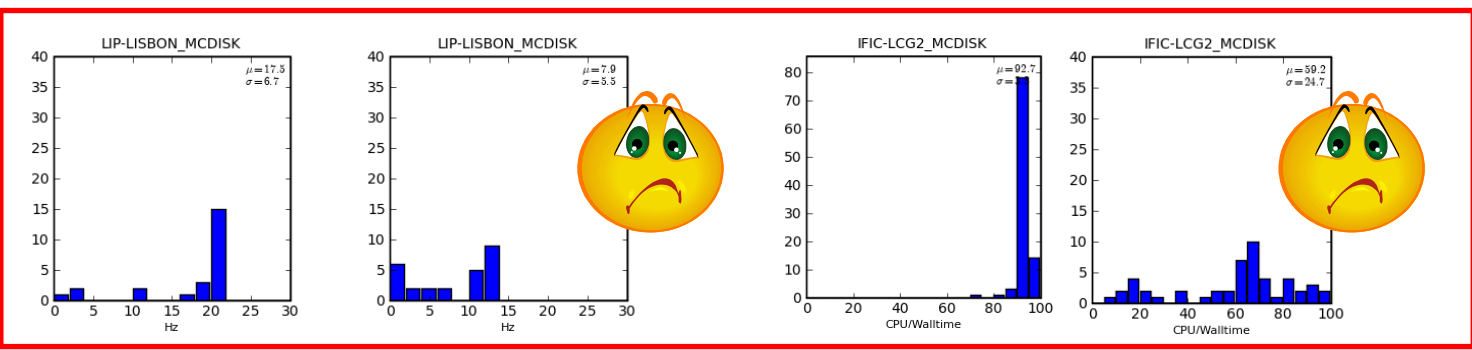 LIP-LISBON_MCDISK
μ=17.5
σ=6.7
40
35
30
25
20
15
10
5
0
0 5 10 15 20 25 30
Hz
LIP-LISBON_MCDISK
μ=7.9
σ=5.5
40
35
30
25
20
15
10
5
0
0 5 10 15 20 25 30
Hz
IFIC-LCG2_MCDISK
μ=92.7
σ=
80
70
60
50
40
30
20
10
0
0 20 40 60 80 100
CPU/Walltime
IFIC-LCG2_MCDISK
μ=59.2
σ=24.7
40
35
30
25
20
15
10
5
0
0 20 40 60 80 100
CPU/Walltime